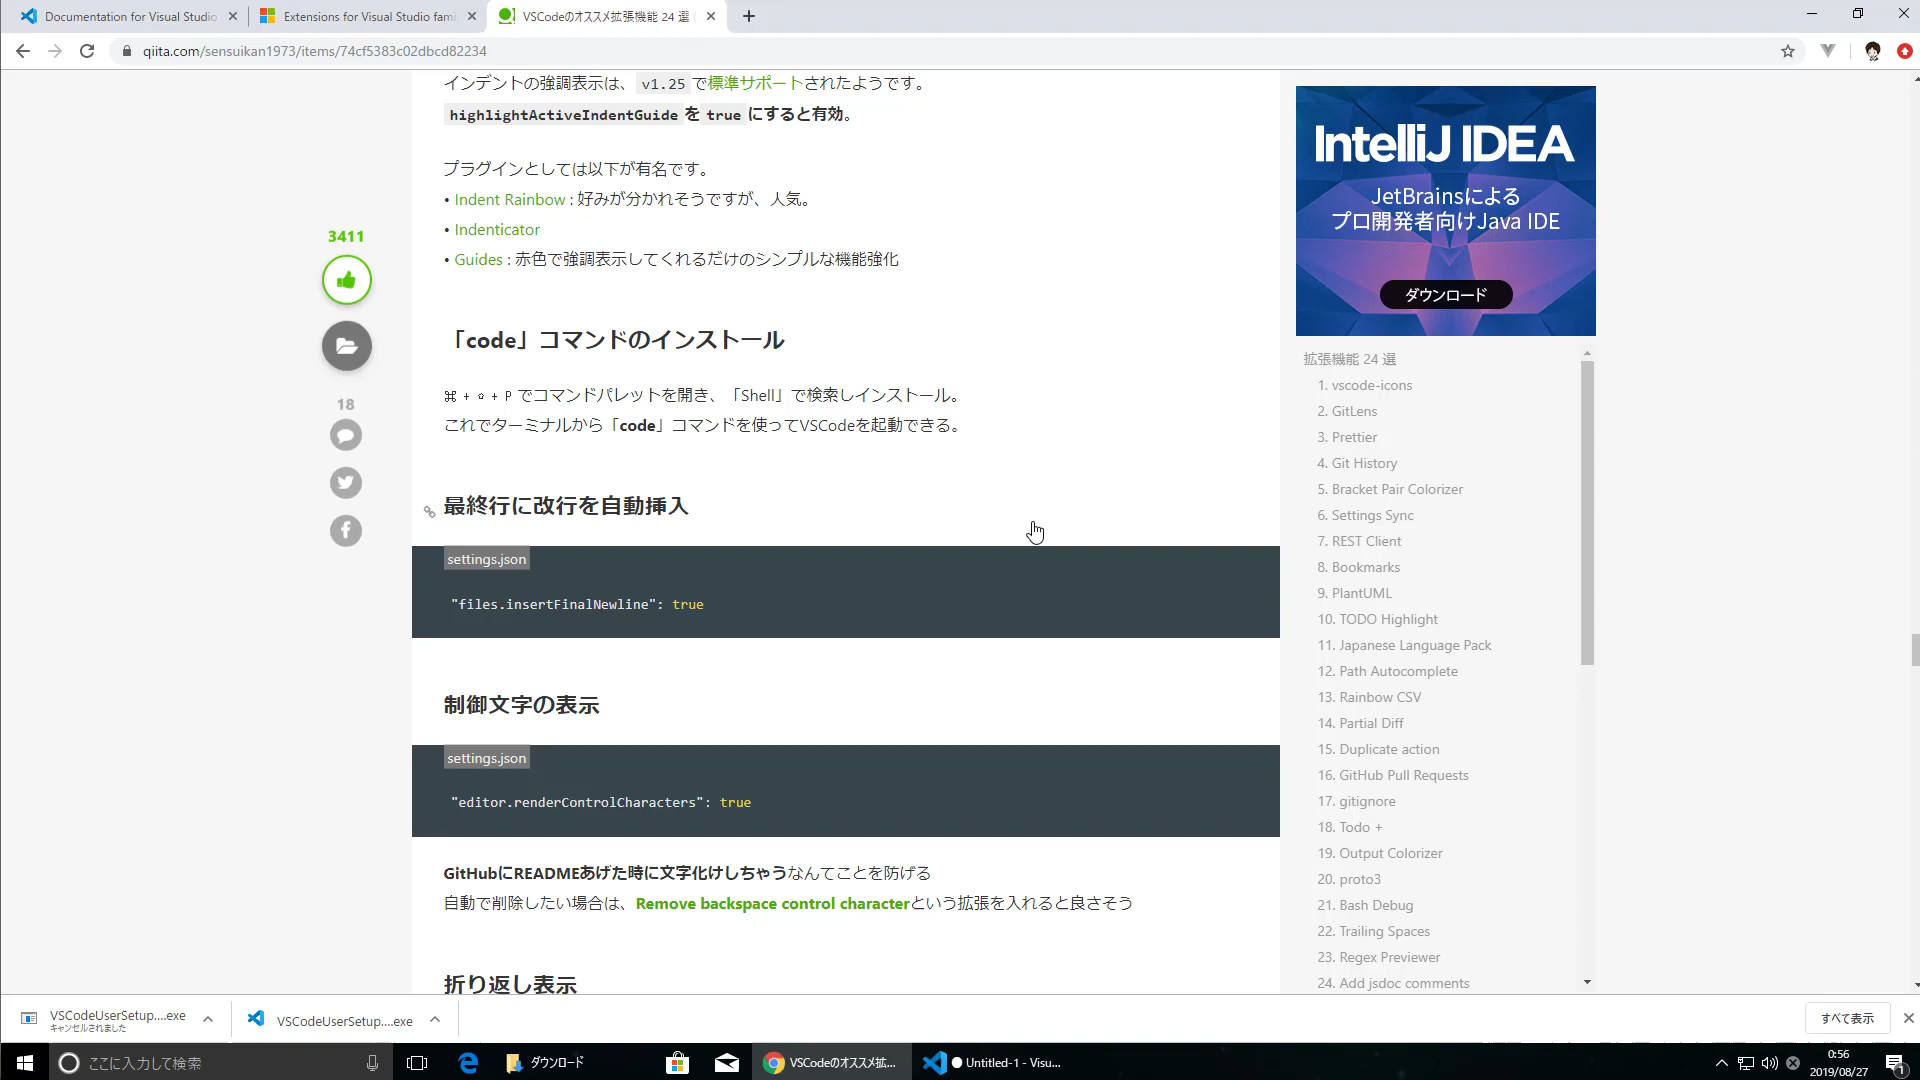 Documentation for Visual Studio
Extensions for Visual Studio fami
VSCodeのオススメ拡張機能 24 選
qiita.com/sensuikan1973/items/74cf5383c02dbcd82234
インデントの強調表示は、 v1.25 で標準サポートされたようです。
highlightActiveIndentGuide を true にすると有効。
プラグインとしては以下が有名です。
• Indent Rainbow : 好みが分かれそうですが、人気。
• Indenticator
• Guides : 赤色で強調表示してくれるだけのシンプルな機能強化
3411
18
「code」コマンドのインストール
⌘ + ⇧ + P でコマンドパレットを開き、「Shell」で検索しインストール。
これでターミナルから「code」コマンドを使ってVSCodeを起動できる。
最終行に改行を自動挿入
settings.json
"files.insertFinalNewline": true
制御文字の表示
settings.json
"editor.renderControlCharacters": true
GitHubにREADMEあげた時に文字化けしちゃうなんてことを防げる
自動で削除したい場合は、Remove backspace control characterという拡張を入れると良さそう
折り返し表示
IntelliJ IDEA
JetBrainsによる
プロ開発者向けJava IDE
ダウンロード
拡張機能 24 選
1. vscode-icons
2. GitLens
3. Prettier
4. Git History
5. Bracket Pair Colorizer
6. Settings Sync
7. REST Client
8. Bookmarks
9. PlantUML
10. TODO Highlight
11. Japanese Language Pack
12. Path Autocomplete
13. Rainbow CSV
14. Partial Diff
15. Duplicate action
16. GitHub Pull Requests
17. gitignore
18. Todo +
19. Output Colorizer
20. proto3
21. Bash Debug
22. Trailing Spaces
23. Regex Previewer
24. Add jsdoc comments
VSCodeUserSetup....exe
キャンセルされました
VSCodeUserSetup....exe
すべて表示
ここに入力して検索
ダウンロード
VSCodeのオススメ拡...
● Untitled-1 - Visu...
0:56
2019/08/27
1